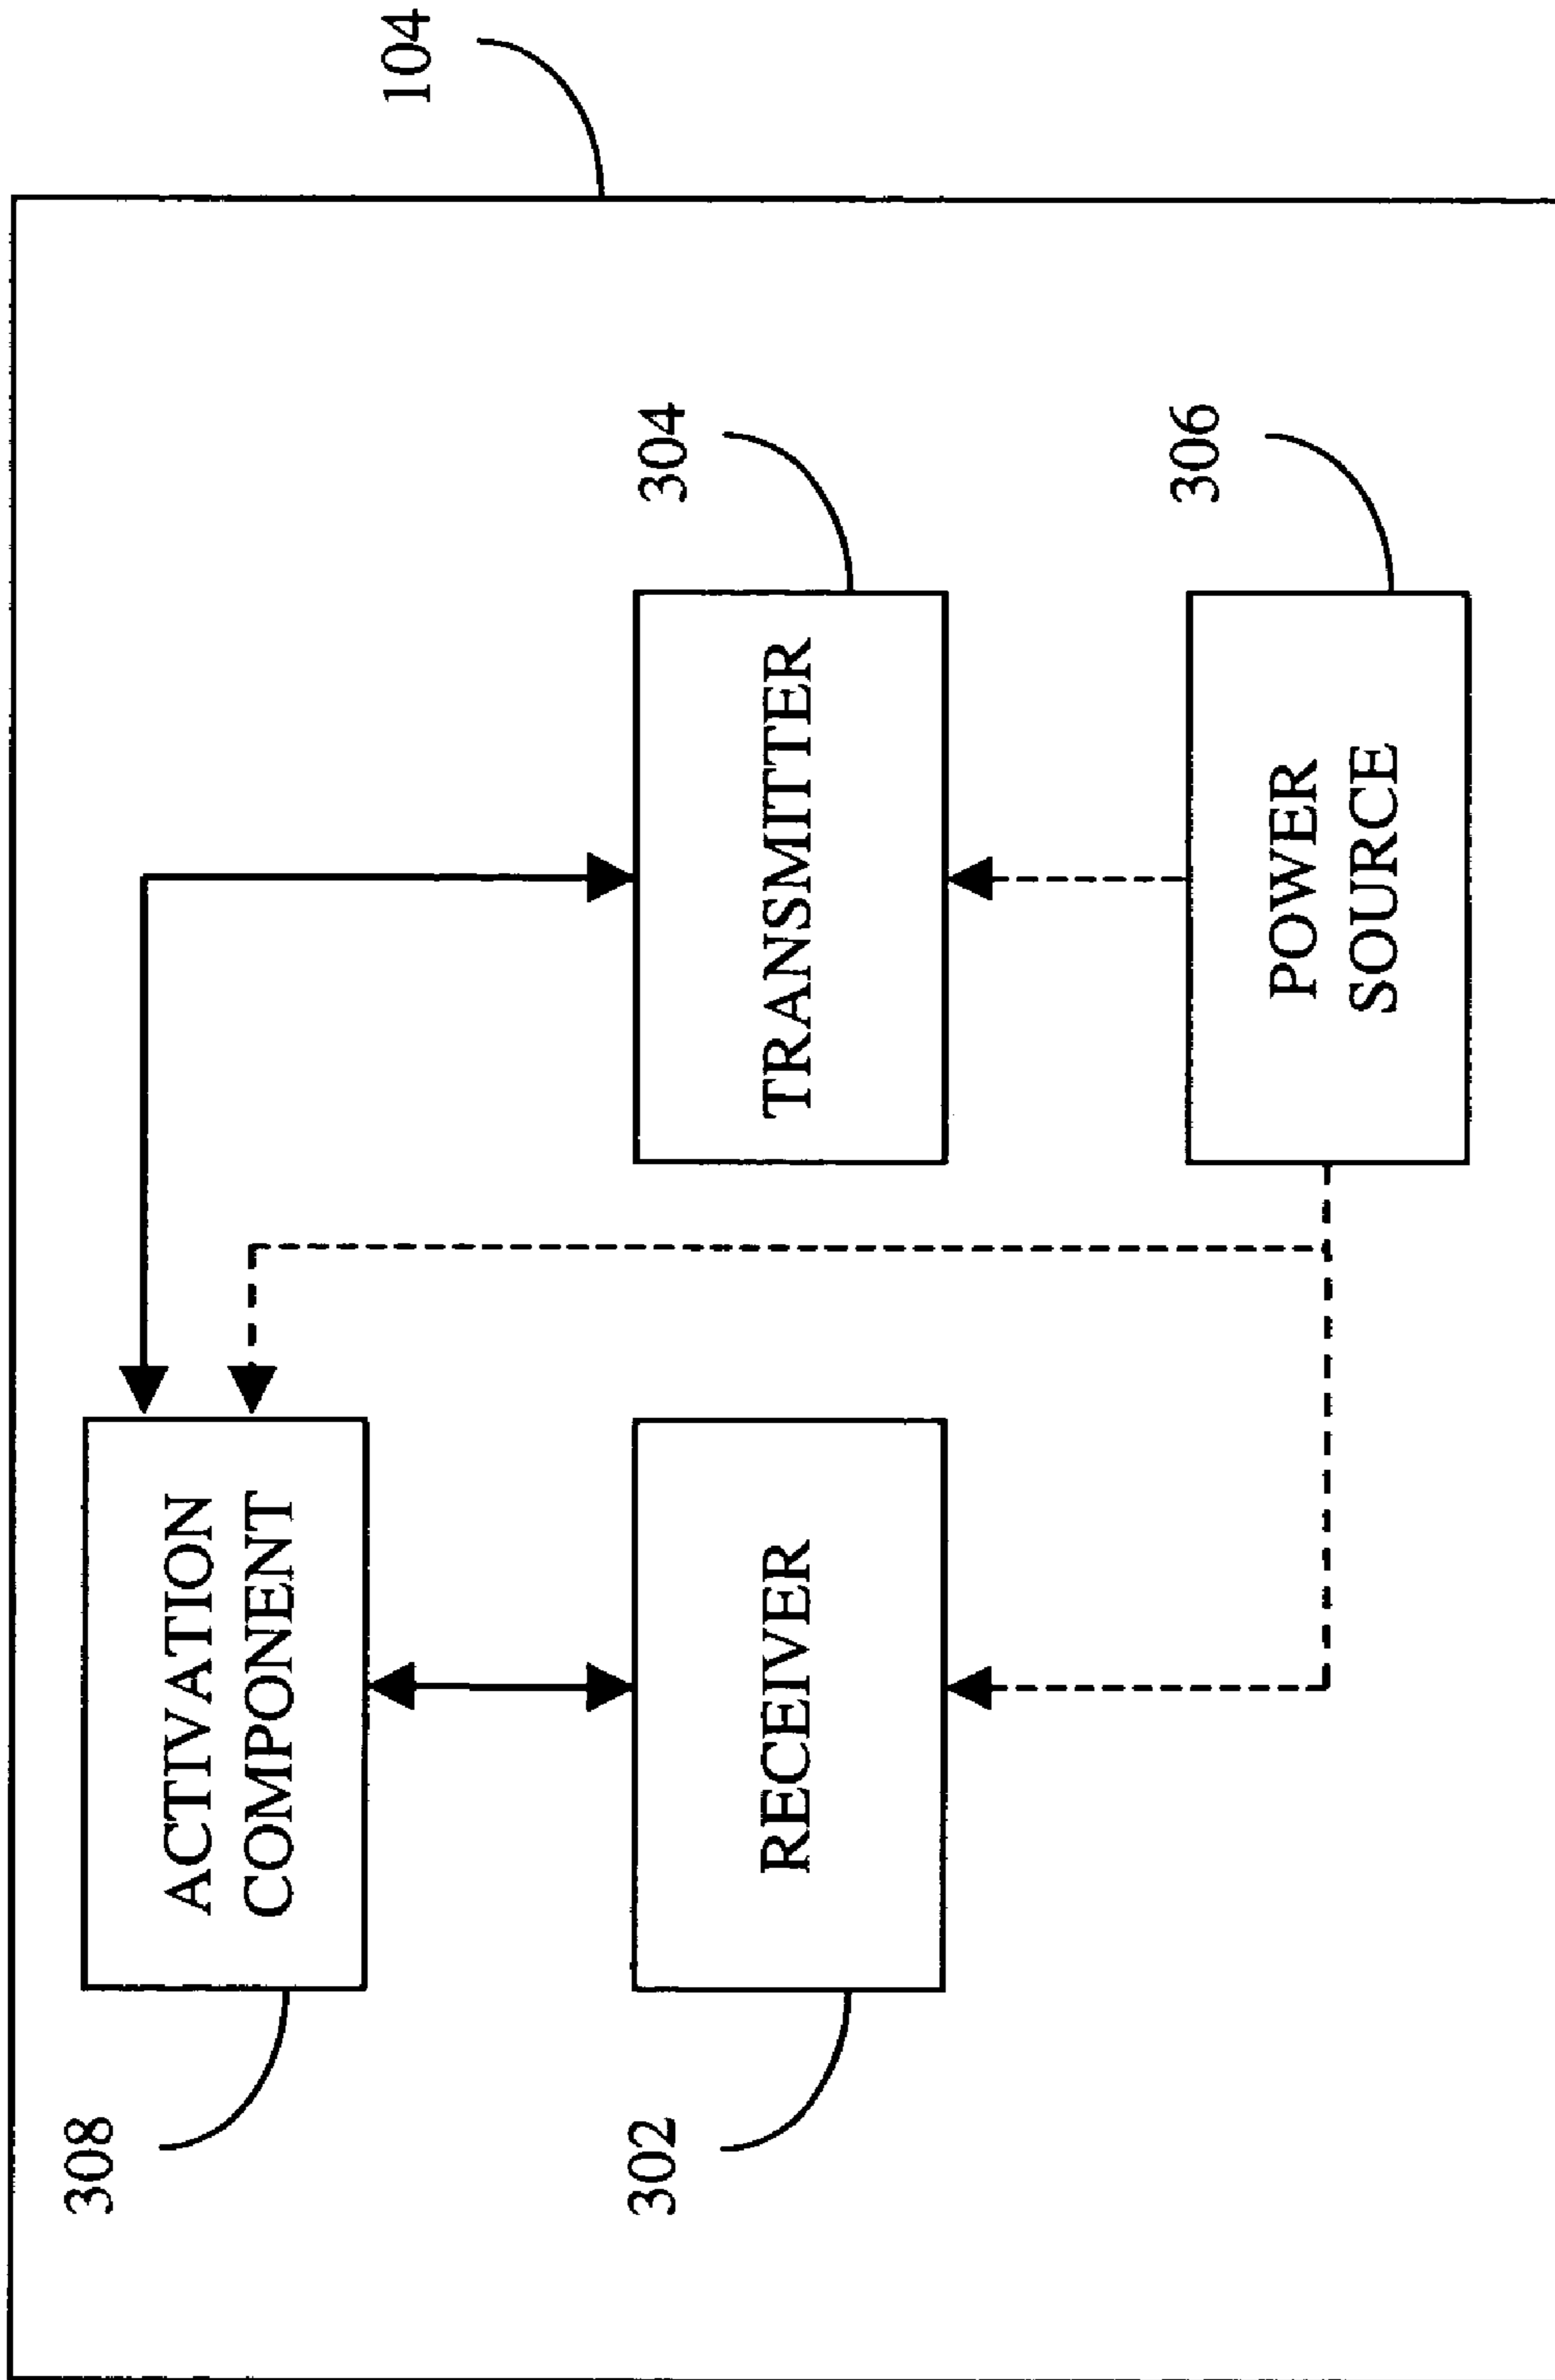 104
308
ACTIVATION
COMPONENT
304
TRANSMITTER
302
RECEIVER
306
POWER
SOURCE